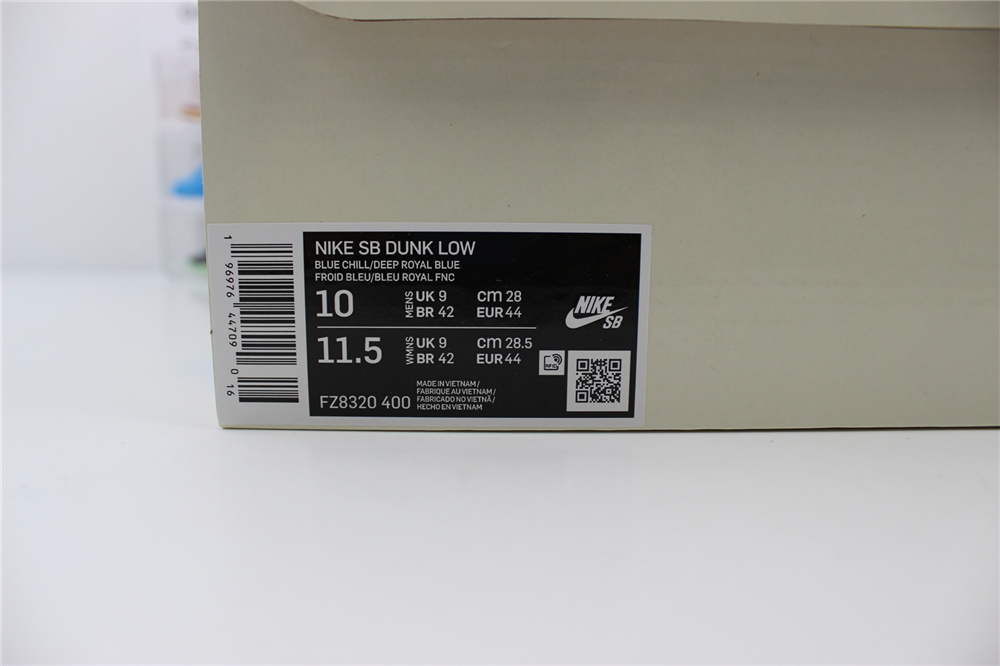 NIKE SB DUNK LOW
BLUE CHILL/DEEP ROYAL BLUE
FROID BLEU/BLEU ROYAL FNC
10 MENS UK 9 cm 28
BR 42 EUR 44
11.5 WMNS UK 9 cm 28.5
BR 42 EUR 44
FZ8320 400
MADE IN VIETNAM/
FABRIQUE AU VIETNAM/
FABRICADO NO VIETNÃ/
HECHO EN VIETNAM
NIKE
SB
RFID
1 96976 44709 0 16